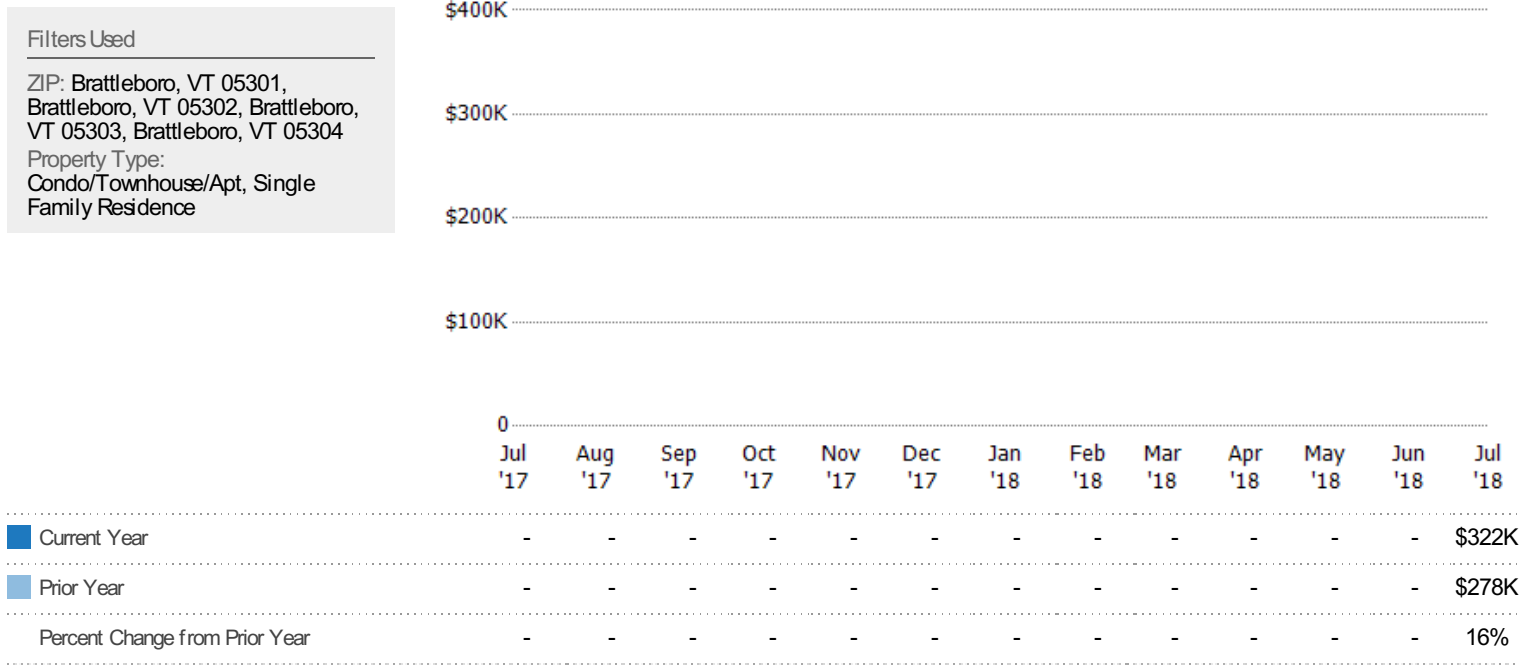 Filters Used
ZIP: Brattleboro, VT 05301,
Brattleboro, VT 05302, Brattleboro,
VT 05303, Brattleboro, VT 05304
Property Type:
Condo/Townhouse/Apt, Single
Family Residence
$400K
$300K
$200K
$100K
0
Jul Aug Sep Oct Nov Dec Jan Feb Mar Apr May Jun Jul
'17 '17 '17 '17 '17 '17 '18 '18 '18 '18 '18 '18 '18
Current Year - - - - - - - - - - - - $322K
Prior Year - - - - - - - - - - - - $278K
Percent Change from Prior Year - - - - - - - - - - - - 16%